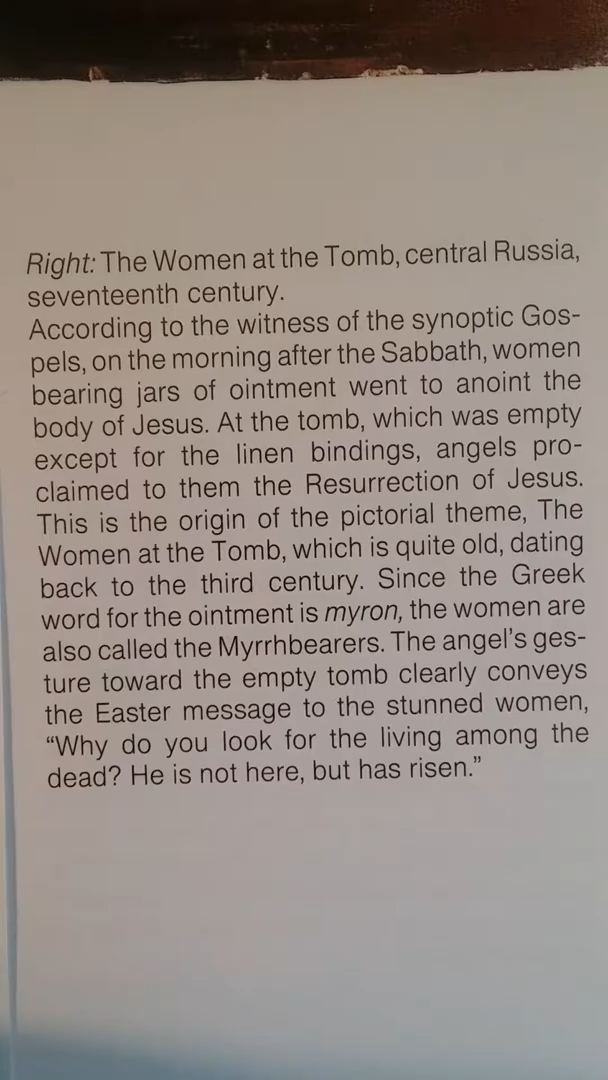 Right: The Women at the Tomb, central Russia,
seventeenth century.
According to the witness of the synoptic Gos-
pels, on the morning after the Sabbath, women
bearing jars of ointment went to anoint the
body of Jesus. At the tomb, which was empty
except for the linen bindings, angels pro-
claimed to them the Resurrection of Jesus.
This is the origin of the pictorial theme, The
Women at the Tomb, which is quite old, dating
back to the third century. Since the Greek
word for the ointment is myron, the women are
also called the Myrrhbearers. The angel’s ges-
ture toward the empty tomb clearly conveys
the Easter message to the stunned women,
“Why do you look for the living among the
dead? He is not here, but has risen.”